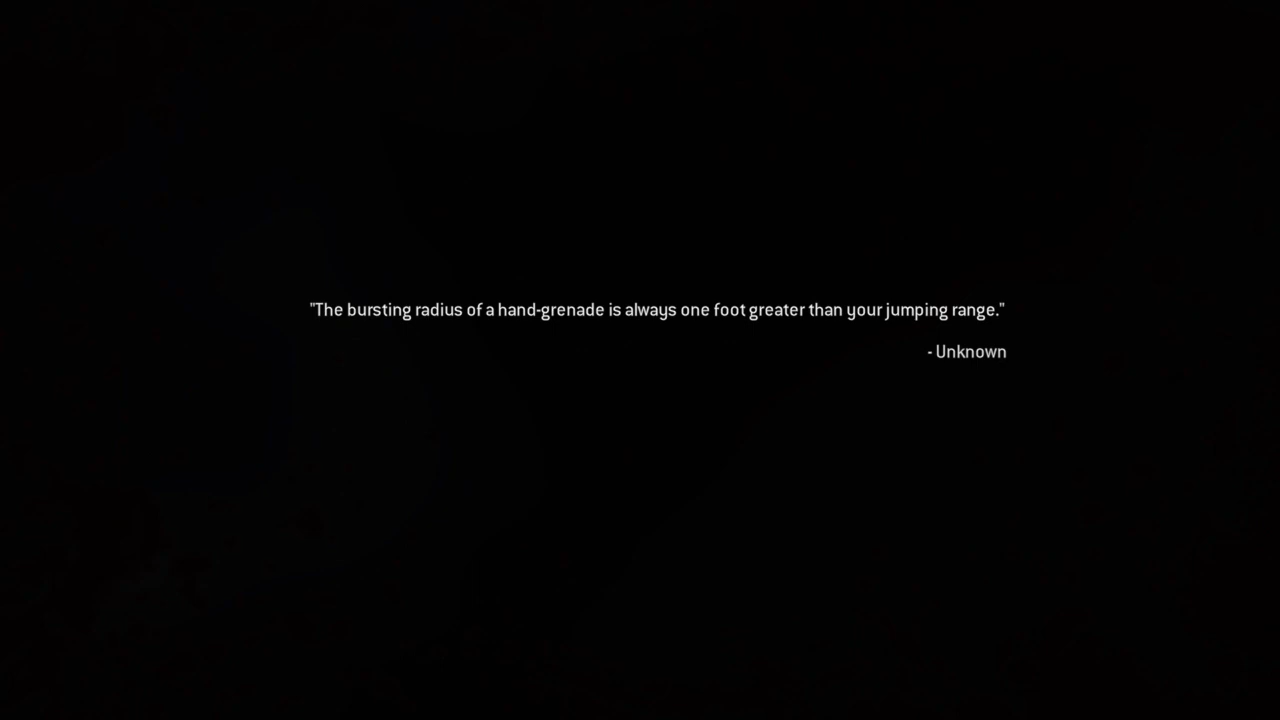 "The bursting radius of a hand-grenade is always one foot greater than your jumping range."
- Unknown